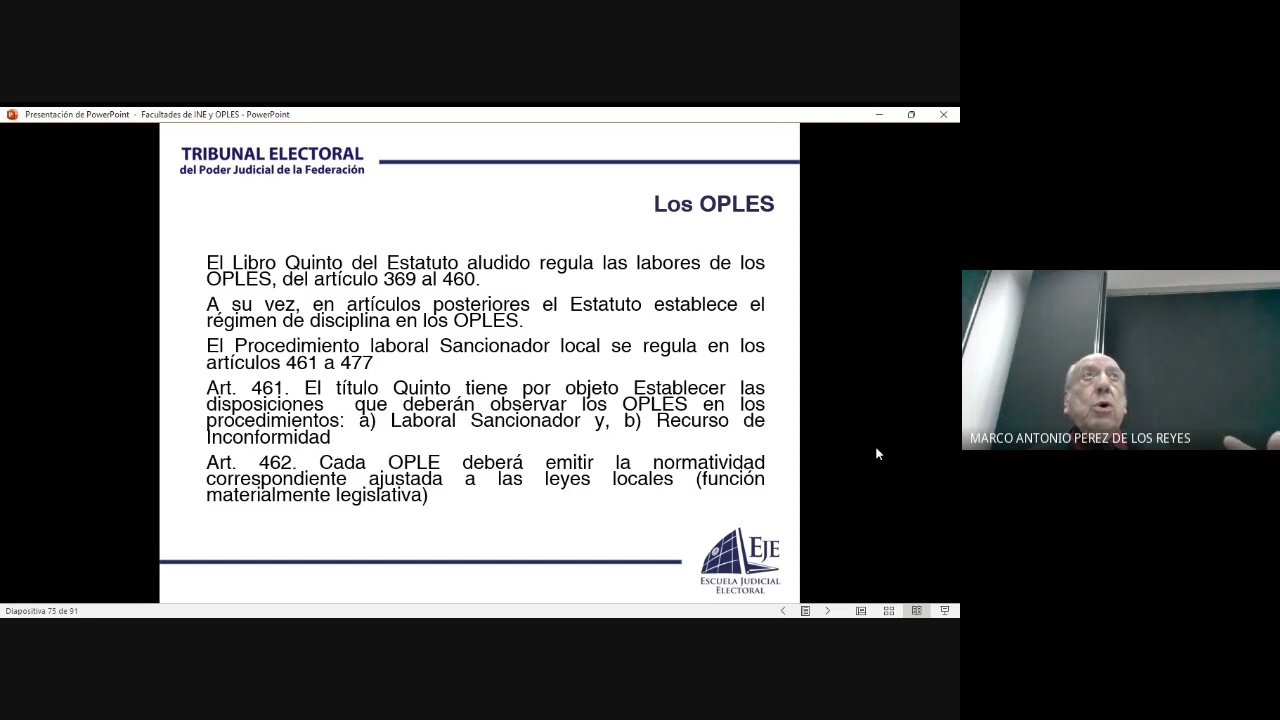 Presentación de PowerPoint - Facultades de INE y OPLES - PowerPoint
TRIBUNAL ELECTORAL
del Poder Judicial de la Federación
Los OPLES
El Libro Quinto del Estatuto aludido regula las labores de los
OPLES, del artículo 369 al 460.
A su vez, en artículos posteriores el Estatuto establece el
régimen de disciplina en los OPLES.
El Procedimiento laboral Sancionador local se regula en los
artículos 461 a 477
Art. 461. El título Quinto tiene por objeto Establecer las
disposiciones que deberán observar los OPLES en los
procedimientos: a) Laboral Sancionador y, b) Recurso de
Inconformidad
Art. 462. Cada OPLE deberá emitir la normatividad
correspondiente ajustada a las leyes locales (función
materialmente legislativa)
EJE
ESCUELA JUDICIAL
ELECTORAL
Diapositiva 75 de 91
MARCO ANTONIO PEREZ DE LOS REYES